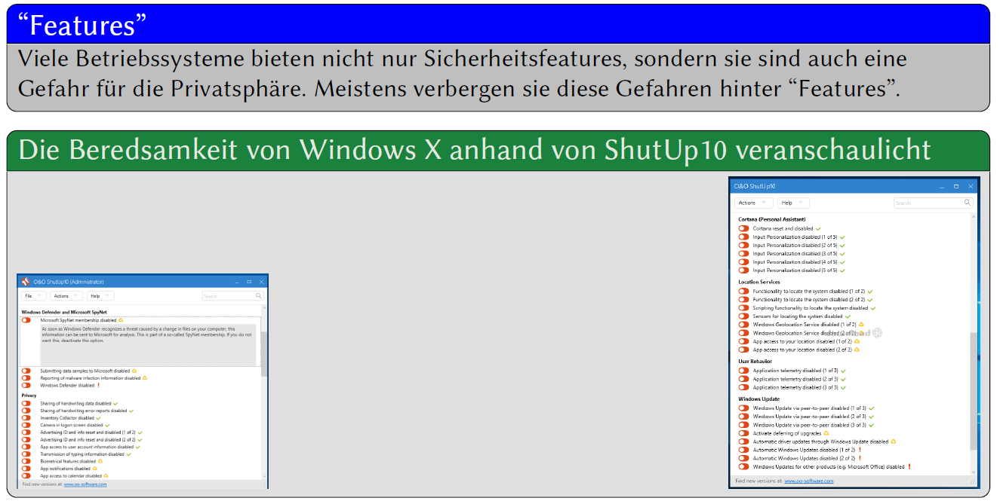 “Features”
Viele Betriebssysteme bieten nicht nur Sicherheitsfeatures, sondern sie sind auch eine
Gefahr für die Privatsphäre. Meistens verbergen sie diese Gefahren hinter “Features”.
Die Beredsamkeit von Windows X anhand von ShutUp10 veranschaulicht
O&O ShutUp10 (Administrator)
File Actions Help Search
Windows Defender and Microsoft SpyNet
Microsoft SpyNet membership disabled
As soon as Windows Defender recognizes a threat caused by a change in files on your computer, this
information can be sent to Microsoft for analysis. This is part of a so-called SpyNet membership. If you do not
want this, deactivate this option.
Submitting data samples to Microsoft disabled
Reporting of malware infection information disabled
Windows Defender disabled !
Privacy
Sharing of handwriting data disabled
Sharing of handwriting error reports disabled
Inventory Collector disabled
Camera in logon screen disabled
Advertising ID and info reset and disabled (1 of 2)
Advertising ID and info reset and disabled (2 of 2)
App access to user account information disabled
Transmission of typing information disabled
Biometrical features disabled
App notifications disabled
App access to calendar disabled
Find new versions at: www.oo-software.com
O&O ShutUp10
Actions Help Search
Cortana (Personal Assistant)
Cortana reset and disabled
Input Personalization disabled (1 of 5)
Input Personalization disabled (2 of 5)
Input Personalization disabled (3 of 5)
Input Personalization disabled (4 of 5)
Input Personalization disabled (5 of 5)
Location Services
Functionality to locate the system disabled (1 of 2)
Functionality to locate the system disabled (2 of 2)
Scripting functionality to locate the system disabled
Sensors for locating the system disabled
Windows Geolocation Service disabled (1 of 2)
Windows Geolocation Service disabled (2 of 2)
App access to your location disabled (1 of 2)
App access to your location disabled (2 of 2)
User Behavior
Application telemetry disabled (1 of 3)
Application telemetry disabled (2 of 3)
Application telemetry disabled (3 of 3)
Windows Update
Windows Update via peer-to-peer disabled (1 of 3)
Windows Update via peer-to-peer disabled (2 of 3)
Windows Update via peer-to-peer disabled (3 of 3)
Activate deferring of upgrades
Automatic driver updates through Windows Update disabled
Automatic Windows Updates disabled (1 of 2) !
Automatic Windows Updates disabled (2 of 2) !
Windows Updates for other products (e.g. Microsoft Office) disabled !
Find new versions at: www.oo-software.com